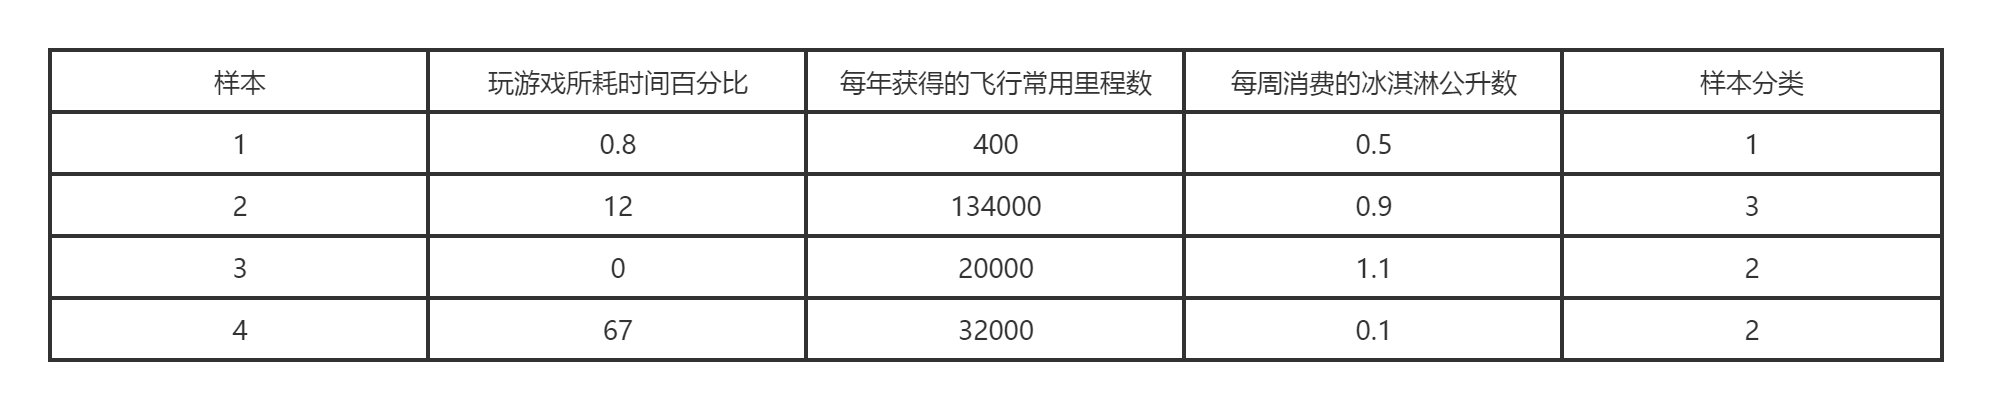 样本 玩游戏所耗时间百分比 每年获得的飞行常用里程数 每周消费的冰淇淋公升数 样本分类
1 0.8 400 0.5 1
2 12 134000 0.9 3
3 0 20000 1.1 2
4 67 32000 0.1 2